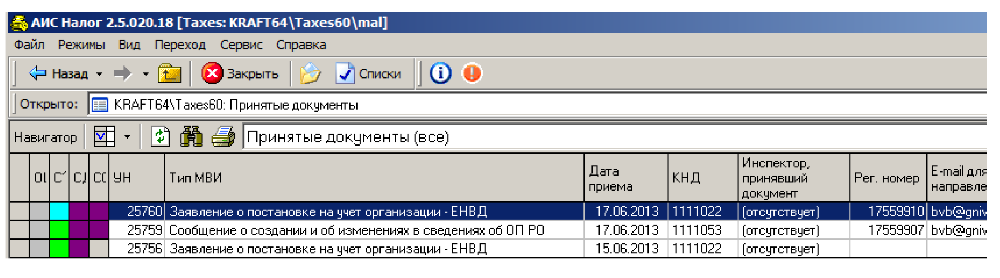 АИС Налог 2.5.020.18 [Taxes: KRAFT64\Taxes60\mal]
Файл Режимы Вид Переход Сервис Справка
Назад Закрыть Списки
Открыто: KRAFT64\Taxes60: Принятые документы
Навигатор Принятые документы (все)
УН Тип МВИ Дата приема КНД Инспектор, принявший документ Рег. номер E-mail для направле
25760 Заявление о постановке на учет организации - ЕНВД 17.06.2013 1111022 (отсутствует) 17559910 bvb@gniv
25759 Сообщение о создании и об изменениях в сведениях об ОП РО 17.06.2013 1111053 (отсутствует) 17559907 bvb@gniv
25756 Заявление о постановке на учет организации - ЕНВД 15.06.2013 1111022 (отсутствует)